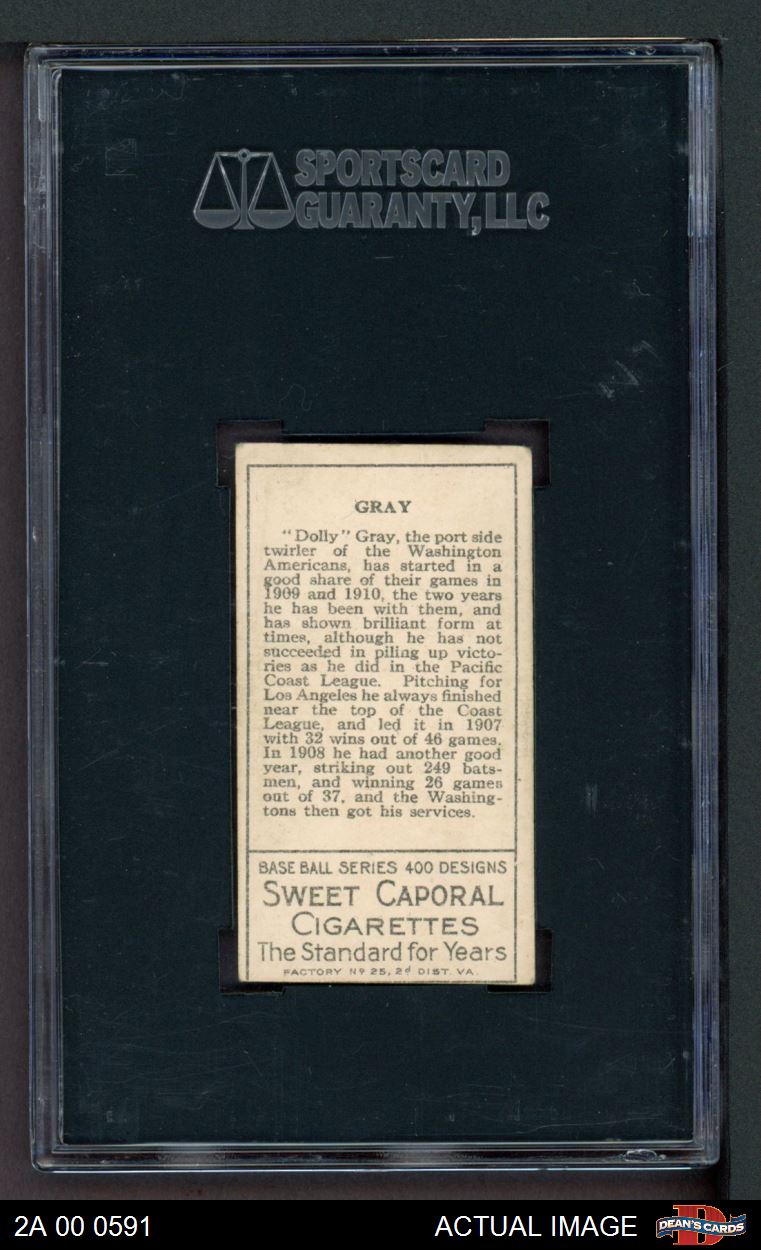 SPORTSCARD
GUARANTY, LLC
GRAY
"Dolly" Gray, the port side
twirler of the Washington
Americans, has started in a
good share of their games in
1909 and 1910, the two years
he has been with them, and
has shown brilliant form at
times, although he has not
succeeded in piling up victo-
ries as he did in the Pacific
Coast League. Pitching for
Los Angeles he always finished
near the top of the Coast
League, and led it in 1907
with 32 wins out of 46 games.
In 1908 he had another good
year, striking out 249 bats-
men, and winning 26 games
out of 37, and the Washing-
tons then got his services.
BASE BALL SERIES 400 DESIGNS
SWEET CAPORAL
CIGARETTES
The Standard for Years
FACTORY Nº 25, 2d DIST. VA.
2A 00 0591
ACTUAL IMAGE
DEAN'S CARDS